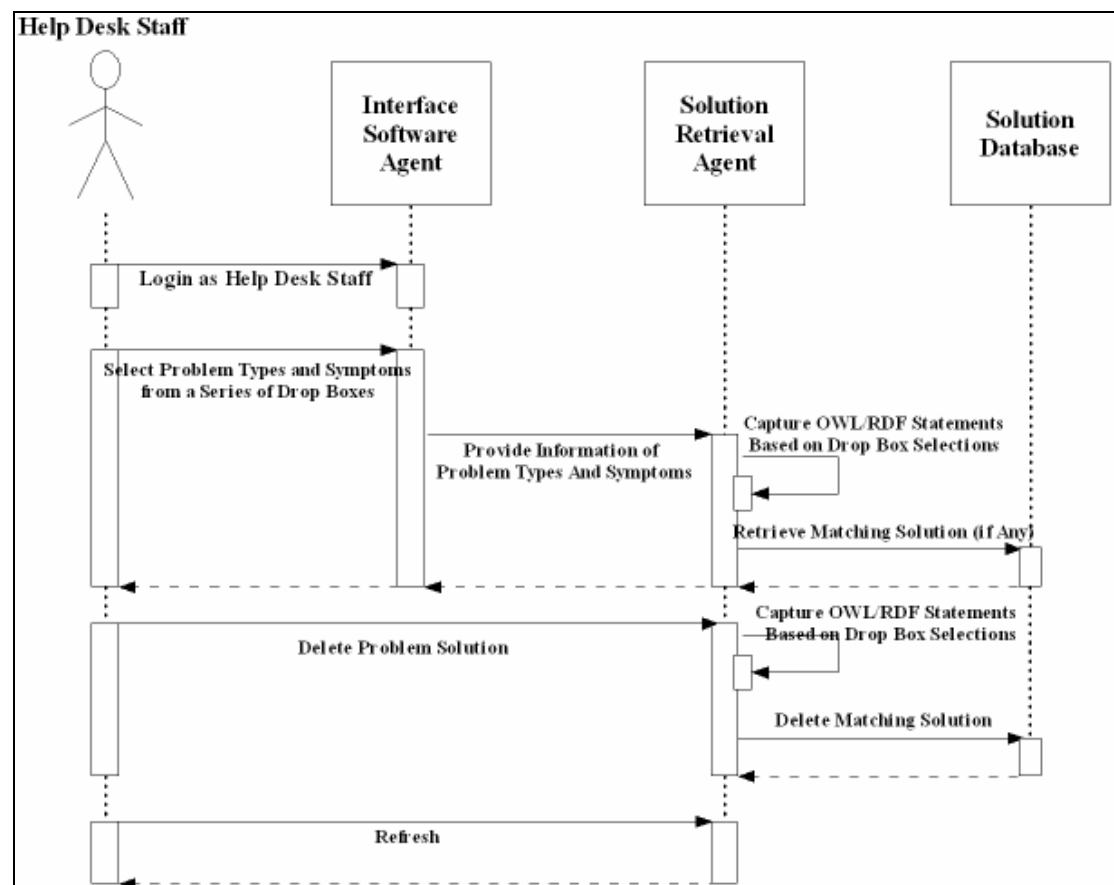 Help Desk Staff
Interface
Software
Agent
Solution
Retrieval
Agent
Solution
Database
Login as Help Desk Staff
Select Problem Types and Symptoms
from a Series of Drop Boxes
Provide Information of
Problem Types And Symptoms
Capture OWL/RDF Statements
Based on Drop Box Selections
Retrieve Matching Solution (if Any)
Capture OWL/RDF Statements
Based on Drop Box Selections
Delete Problem Solution
Delete Matching Solution
Refresh